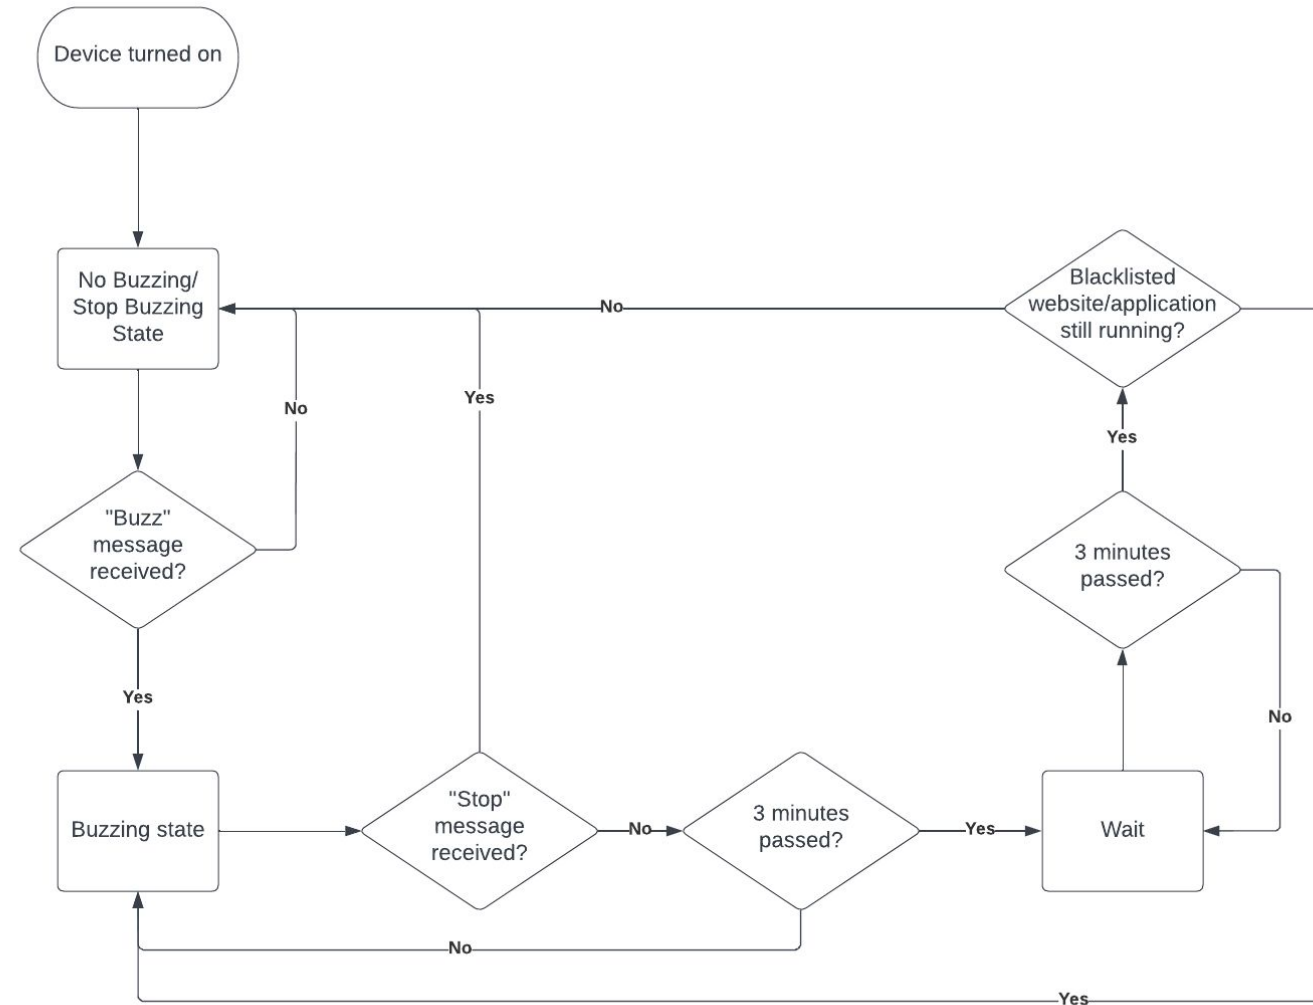 Device turned on
No Buzzing/
Stop Buzzing
State
No
Blacklisted
website/application
still running?
No
Yes
Yes
"Buzz"
message
received?
3 minutes
passed?
Yes
No
Buzzing state
"Stop"
message
received?
No
3 minutes
passed?
Yes
Wait
No
Yes